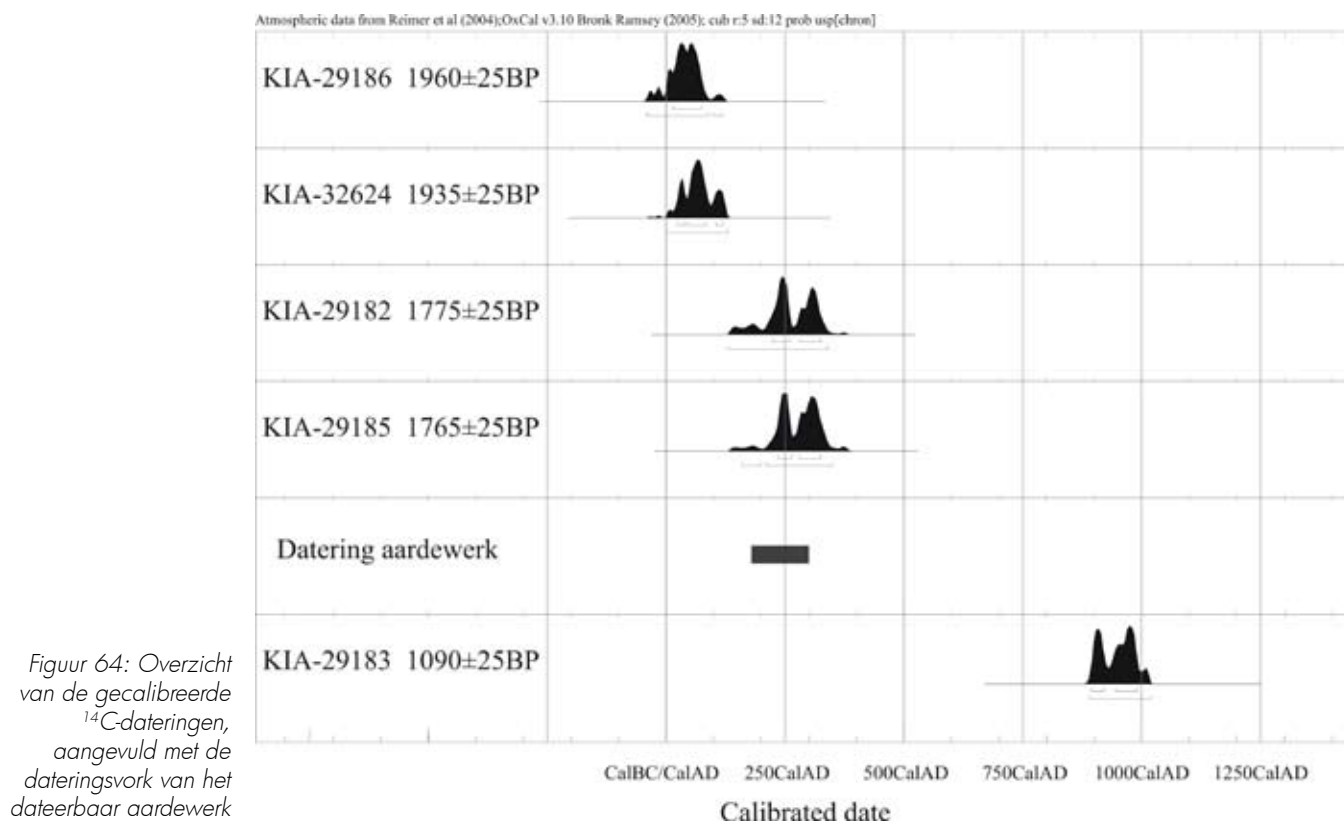 Atmospheric data from Reimer et al (2004);OxCal v3.10 Bronk Ramsey (2005); cub r:5 sd:12 prob usp[chron]
KIA-29186 1960±25BP
KIA-32624 1935±25BP
KIA-29182 1775±25BP
KIA-29185 1765±25BP
Datering aardewerk
KIA-29183 1090±25BP
CalBC/CalAD 250CalAD 500CalAD 750CalAD 1000CalAD 1250CalAD
Calibrated date
Figuur 64: Overzicht
van de gecalibreerde
¹⁴C-dateringen,
aangevuld met de
dateringsvork van het
dateerbaar aardewerk